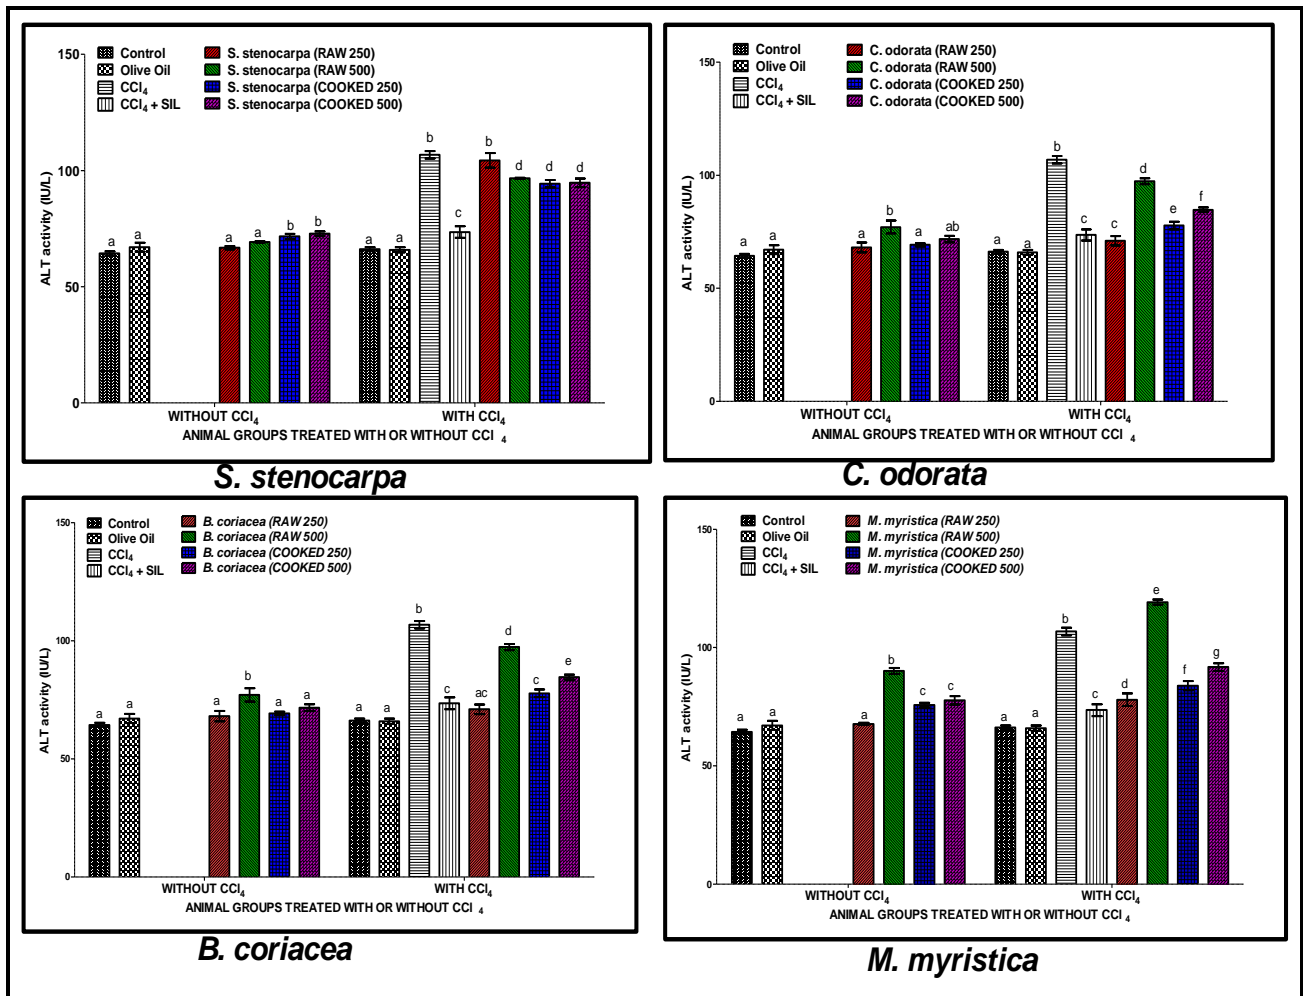 Control
Olive Oil
CCl₄
CCl₄ + SIL
S. stenocarpa (RAW 250)
S. stenocarpa (RAW 500)
S. stenocarpa (COOKED 250)
S. stenocarpa (COOKED 500)
ALT activity (IU/L)
150
100
50
0
a a a a b b a a b c b d d d
WITHOUT CCl₄ WITH CCl₄
ANIMAL GROUPS TREATED WITH OR WITHOUT CCl ₄
S. stenocarpa
Control
Olive Oil
CCl₄
CCl₄ + SIL
C. odorata (RAW 250)
C. odorata (RAW 500)
C. odorata (COOKED 250)
C. odorata (COOKED 500)
ALT activity (IU/L)
150
100
50
0
a a a b a ab a a b c c d e f
WITHOUT CCl₄ WITH CCl₄
ANIMAL GROUPS TREATED WITH OR WITHOUT CCl ₄
C. odorata
Control
Olive Oil
CCl₄
CCl₄ + SIL
B. coriacea (RAW 250)
B. coriacea (RAW 500)
B. coriacea (COOKED 250)
B. coriacea (COOKED 500)
ALT activity (IU/L)
150
100
50
0
a a a b a a a a b c ac d c e
WITHOUT CCl₄ WITH CCl₄
ANIMAL GROUPS TREATED WITH OR WITHOUT CCl ₄
B. coriacea
Control
Olive Oil
CCl₄
CCl₄ + SIL
M. myristica (RAW 250)
M. myristica (RAW 500)
M. myristica (COOKED 250)
M. myristica (COOKED 500)
ALT activity (IU/L)
150
100
50
0
a a a b c c a a b c d e f g
WITHOUT CCl₄ WITH CCl₄
ANIMAL GROUPS TREATED WITH OR WITHOUT CCl ₄
M. myristica